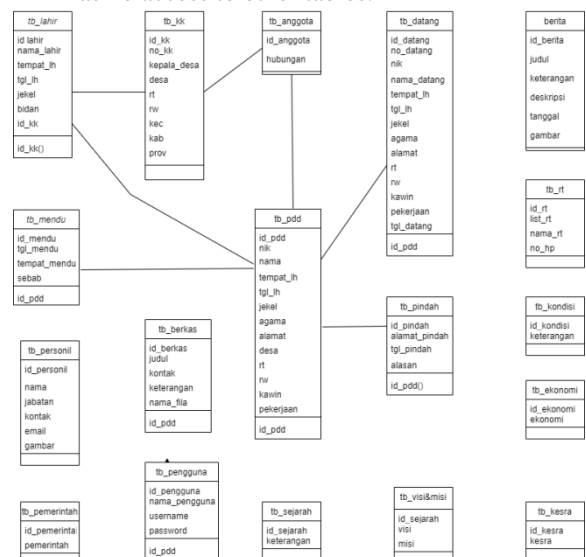 tb_lahir
id lahir
nama_lahir
tempat_lh
tgl_lh
jekel
bidan
id_kk
id_kk()
tb_kk
id_kk
no_kk
kepala_desa
desa
rt
rw
kec
kab
prov
tb_anggota
id_anggota
hubungan
tb_datang
id_datang
no_datang
nik
nama_datang
tempat_lh
tgl_lh
jekel
agama
alamat
rt
rw
kawin
pekerjaan
tgl_datang
id_pdd
berita
id_berita
judul
keterangan
deskripsi
tanggal
gambar
tb_mendu
id_mendu
tgl_mendu
tempat_mendu
sebab
id_pdd
tb_pdd
id_pdd
nik
nama
tempat_lh
tgl_lh
jekel
agama
alamat
desa
rt
rw
kawin
pekerjaan
id_pdd
tb_rt
id_rt
list_rt
nama_rt
no_hp
tb_personil
id_personil
nama
jabatan
kontak
email
gambar
tb_berkas
id_berkas
judul
kontak
keterangan
nama_fila
id_pdd
tb_pindah
id_pindah
alamat_pindah
tgl_pindah
alasan
id_pdd()
tb_kondisi
id_kondisi
keterangan
tb_ekonomi
id_ekonomi
ekonomi
tb_pemerintah
id_pemerinta
pemerintah
tb_pengguna
id_pengguna
nama_pengguna
username
password
id_pdd
tb_sejarah
id_sejarah
keterangan
tb_visi&misi
id_sejarah
visi
misi
tb_kesra
id_kesra
kesra